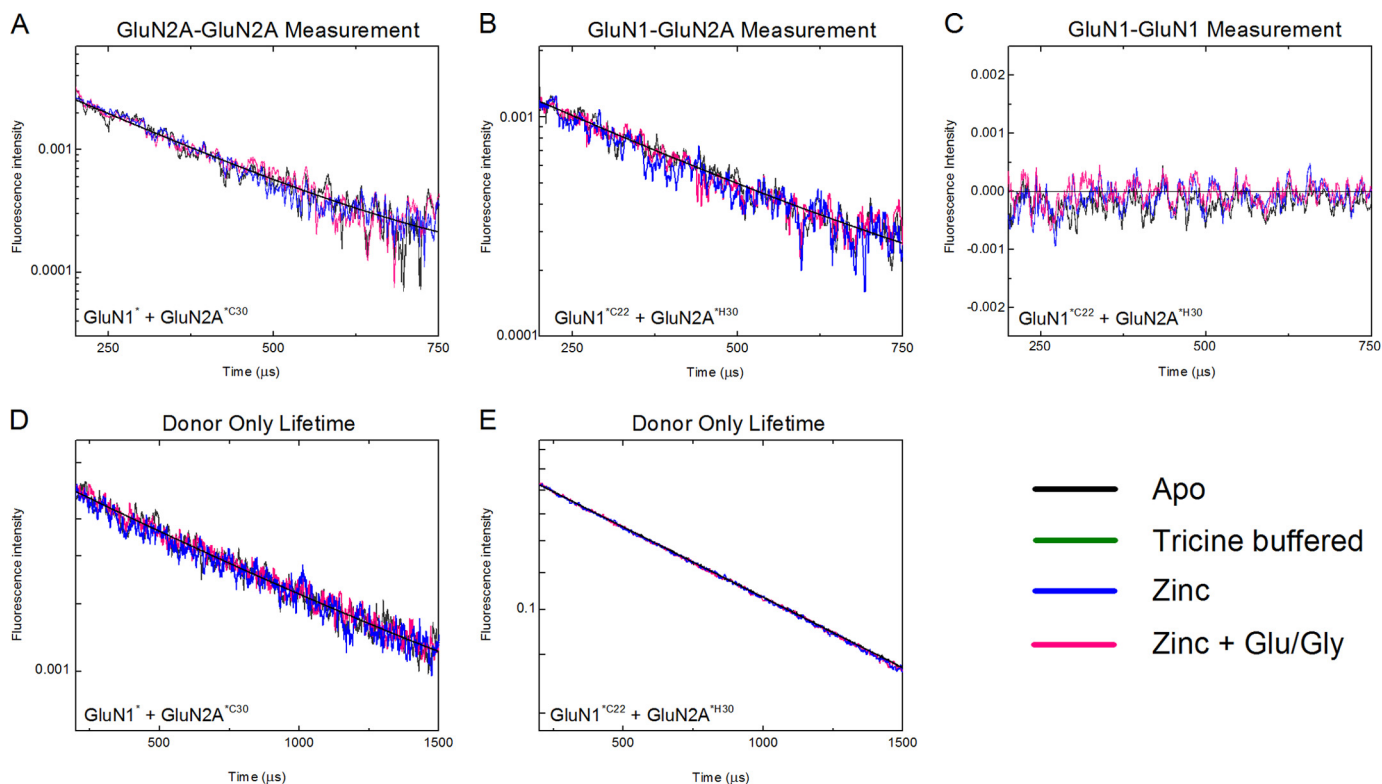 A
GluN2A-GluN2A Measurement
Fluorescence Intensity
0.001
0.0001
GluN1* + GluN2A*C30
250
500
750
Time (μs)
B
GluN1-GluN2A Measurement
Fluorescence intensity
0.001
0.0001
GluN1*C22 + GluN2A*H30
250
500
750
Time (μs)
C
GluN1-GluN1 Measurement
Fluorescence intensity
0.002
0.001
0.000
-0.001
-0.002
GluN1*C22 + GluN2A*H30
250
500
750
Time (μs)
D
Donor Only Lifetime
Fluorescence intensity
0.001
GluN1* + GluN2A*C30
500
1000
1500
Time (μs)
E
Donor Only Lifetime
Fluorescence intensity
0.1
GluN1*C22 + GluN2A*H30
500
1000
1500
Time (μs)
Apo
Tricine buffered
Zinc
Zinc + Glu/Gly